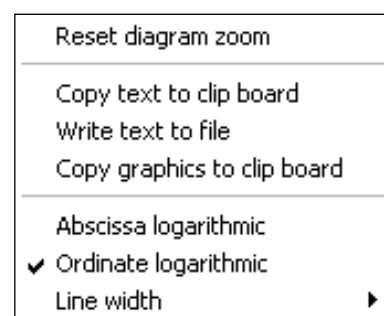 Reset diagram zoom
Copy text to clip board
Write text to file
Copy graphics to clip board
Abscissa logarithmic
Ordinate logarithmic
Line width